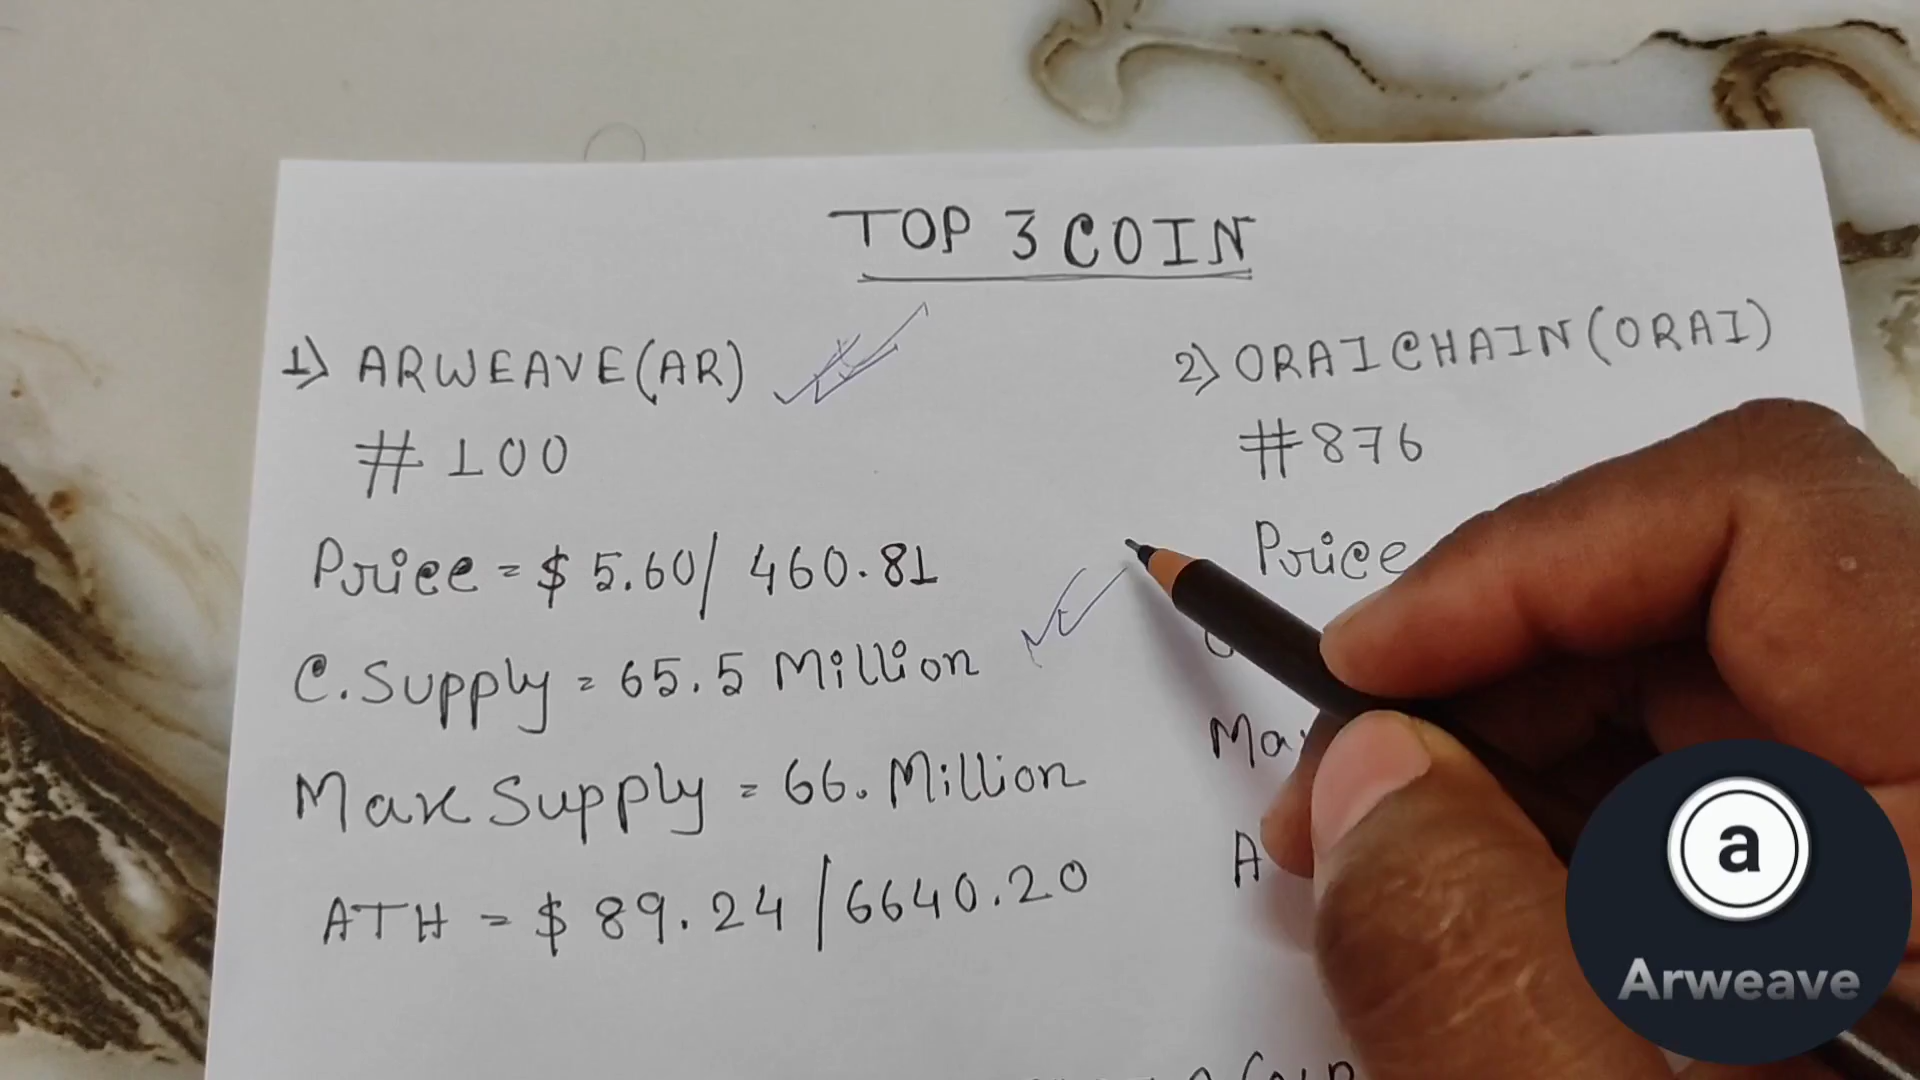 TOP 3 COIN
1) ARWEAVE(AR)
# 100
Price = $ 5.60/ 460.81
C. Supply = 65.5 Million
Max Supply = 66. Million
ATH = $ 89.24 /6640.20
2) ORAICHAIN(ORAI)
#876
Price
a
Arweave